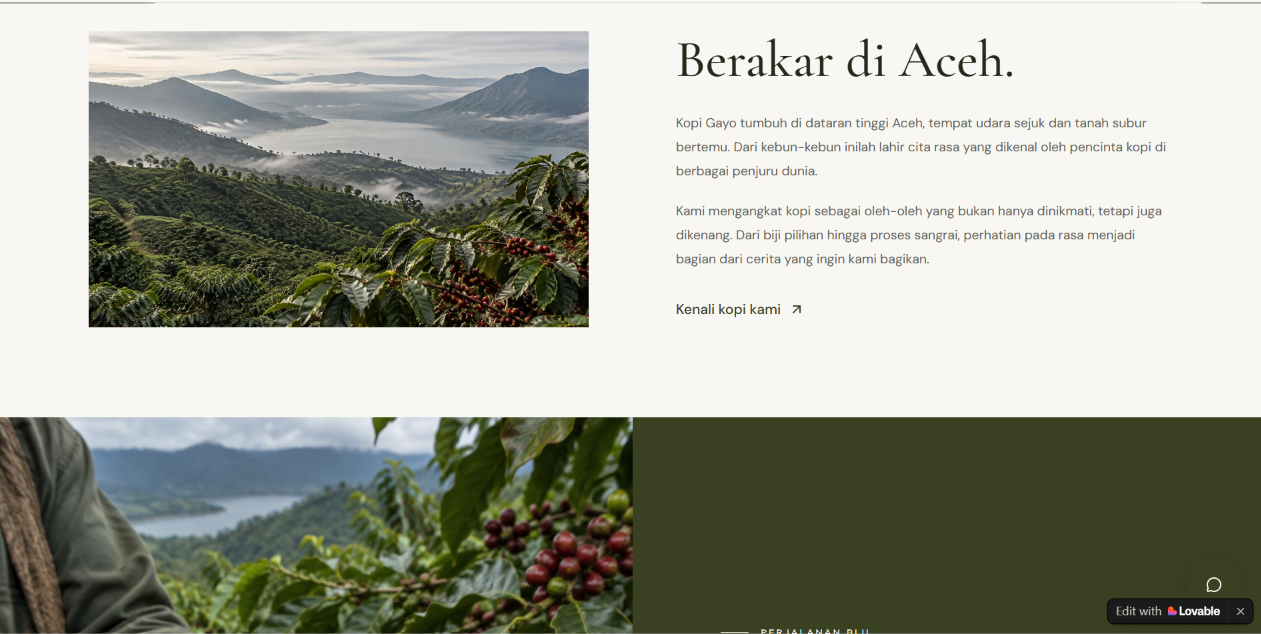 Berakar di Aceh.
Kopi Gayo tumbuh di dataran tinggi Aceh, tempat udara sejuk dan tanah subur
bertemu. Dari kebun-kebun inilah lahir cita rasa yang dikenal oleh pencinta kopi di
berbagai penjuru dunia.
Kami mengangkat kopi sebagai oleh-oleh yang bukan hanya dinikmati, tetapi juga
dikenang. Dari biji pilihan hingga proses sangrai, perhatian pada rasa menjadi
bagian dari cerita yang ingin kami bagikan.
Kenali kopi kami
Edit with Lovable
PERJALANAN BIJI